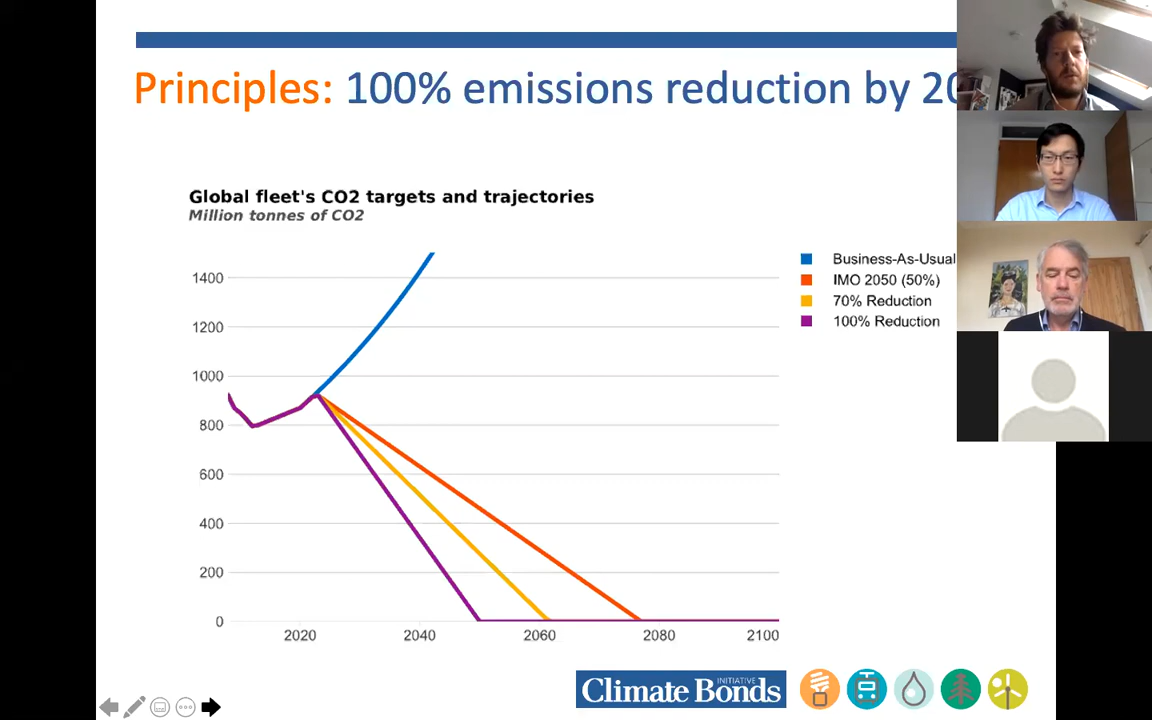 Principles: 100% emissions reduction by 20
Global fleet's CO2 targets and trajectories
Million tonnes of CO2
Business-As-Usual
IMO 2050 (50%)
70% Reduction
100% Reduction
1400
1200
1000
800
600
400
200
0
2020 2040 2060 2080 2100
Climate Bonds INITIATIVE